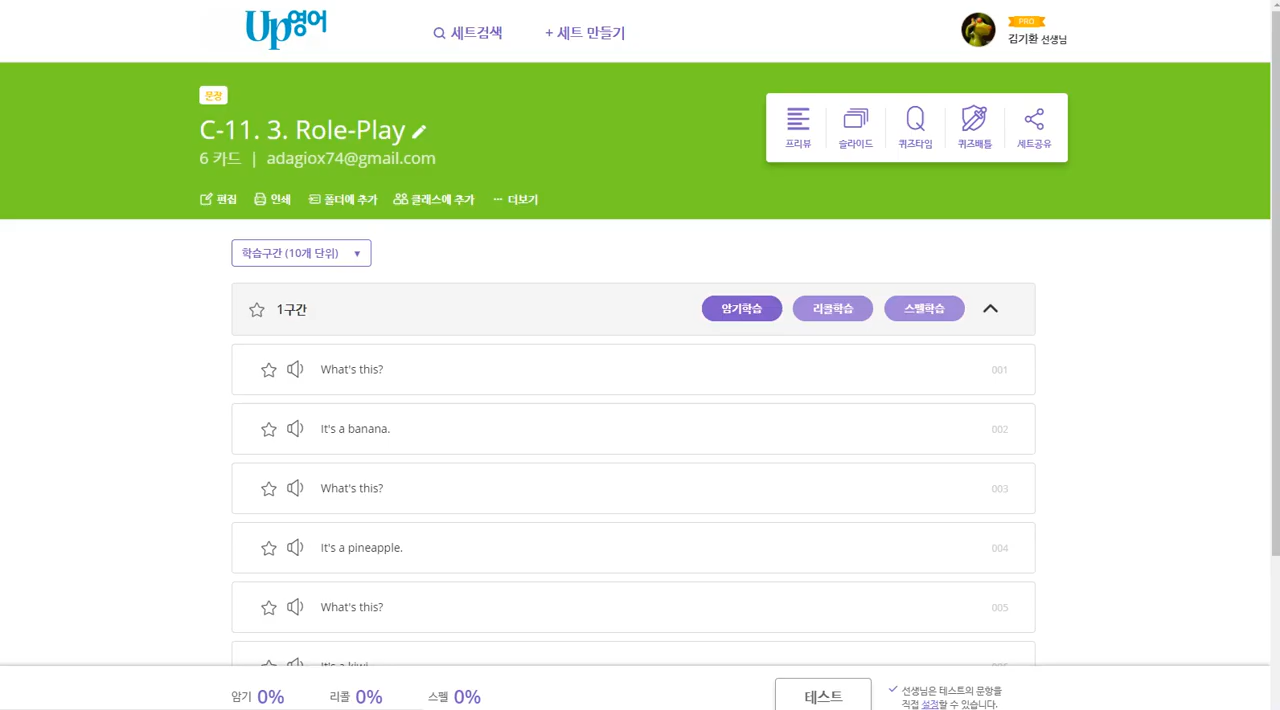 Up영어
세트검색
+ 세트 만들기
PRO
김기환 선생님
문장
C-11. 3. Role-Play
6 카드 | adagiox74@gmail.com
프리뷰
슬라이드
퀴즈타임
퀴즈배틀
세트공유
편집
인쇄
폴더에 추가
클래스에 추가
··· 더보기
학습구간 (10개 단위) ▼
1구간
암기학습
리콜학습
스펠학습
What's this?
001
It's a banana.
002
What's this?
003
It's a pineapple.
004
What's this?
005
It's a kiwi.
006
암기 0%
리콜 0%
스펠 0%
테스트
선생님은 테스트의 문항을
직접 설정할 수 있습니다.